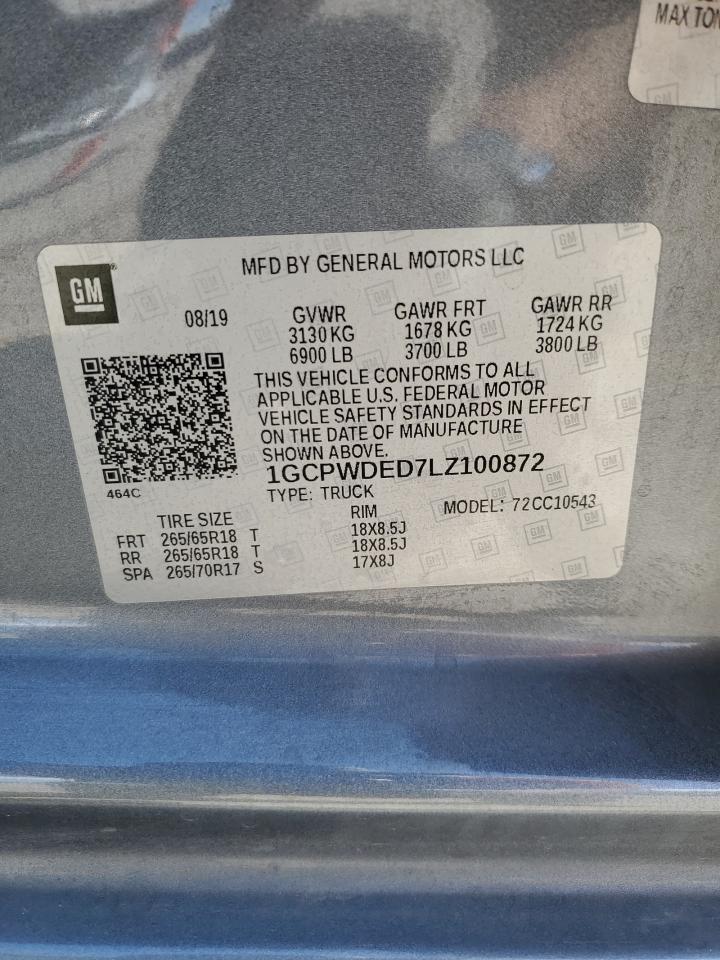 MAX TON
GM
MFD BY GENERAL MOTORS LLC
08/19 GVWR GAWR FRT GAWR RR
3130 KG 1678 KG 1724 KG
6900 LB 3700 LB 3800 LB
THIS VEHICLE CONFORMS TO ALL
APPLICABLE U.S. FEDERAL MOTOR
VEHICLE SAFETY STANDARDS IN EFFECT
ON THE DATE OF MANUFACTURE
SHOWN ABOVE.
464C
1GCPWDED7LZ100872
TYPE: TRUCK MODEL: 72CC10543
TIRE SIZE RIM
FRT 265/65R18 T 18X8.5J
RR 265/65R18 T 18X8.5J
SPA 265/70R17 S 17X8J